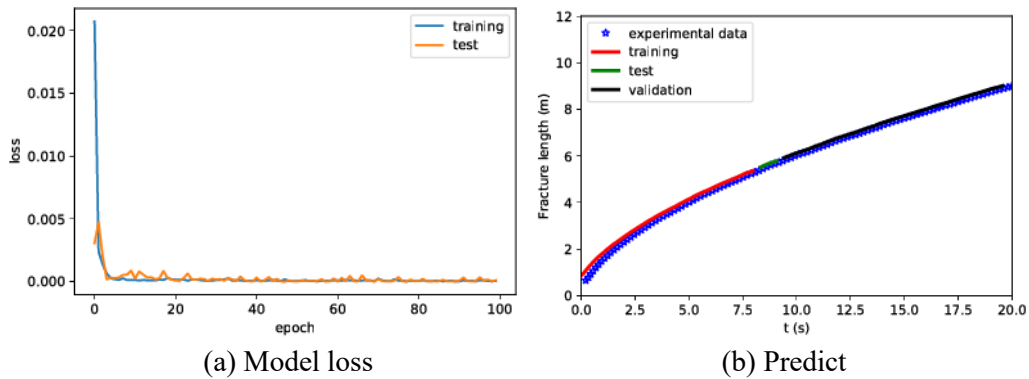 training
test
0.020
0.015
0.010
0.005
0.000
loss
0 20 40 60 80 100
epoch
(a) Model loss
experimental data
training
test
validation
12
10
8
6
4
2
0
Fracture length (m)
0.0 2.5 5.0 7.5 10.0 12.5 15.0 17.5 20.0
t (s)
(b) Predict